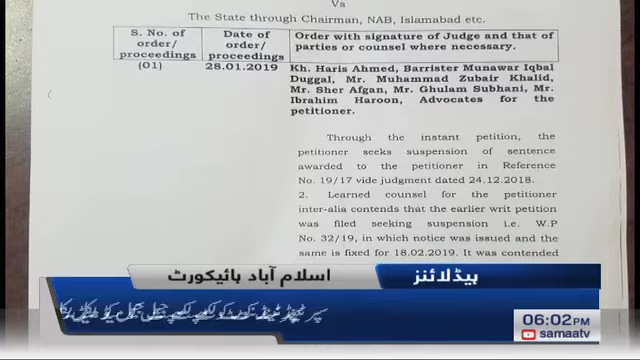 Vs
The State through Chairman, NAB, Islamabad etc.
S. No. of order/ proceedings
Date of order/ proceedings
Order with signature of Judge and that of parties or counsel where necessary.
(01)
28.01.2019
Kh. Haris Ahmed, Barrister Munawar Iqbal
Duggal, Mr. Muhammad Zubair Khalid,
Mr. Sher Afgan, Mr. Ghulam Subhani, Mr.
Ibrahim Haroon, Advocates for the
petitioner.
Through the instant petition, the
petitioner seeks suspension of sentence
awarded to the petitioner in Reference
No. 19/17 vide judgment dated 24.12.2018.
2. Learned counsel for the petitioner
inter-alia contends that the earlier writ petition
was filed seeking suspension i.e. W.P
No. 32/19, in which notice was issued and the
same is fixed for 18.02.2019. It was contended
ہیڈلائنز
اسلام آباد ہائیکورٹ
06:02PM
samaatv